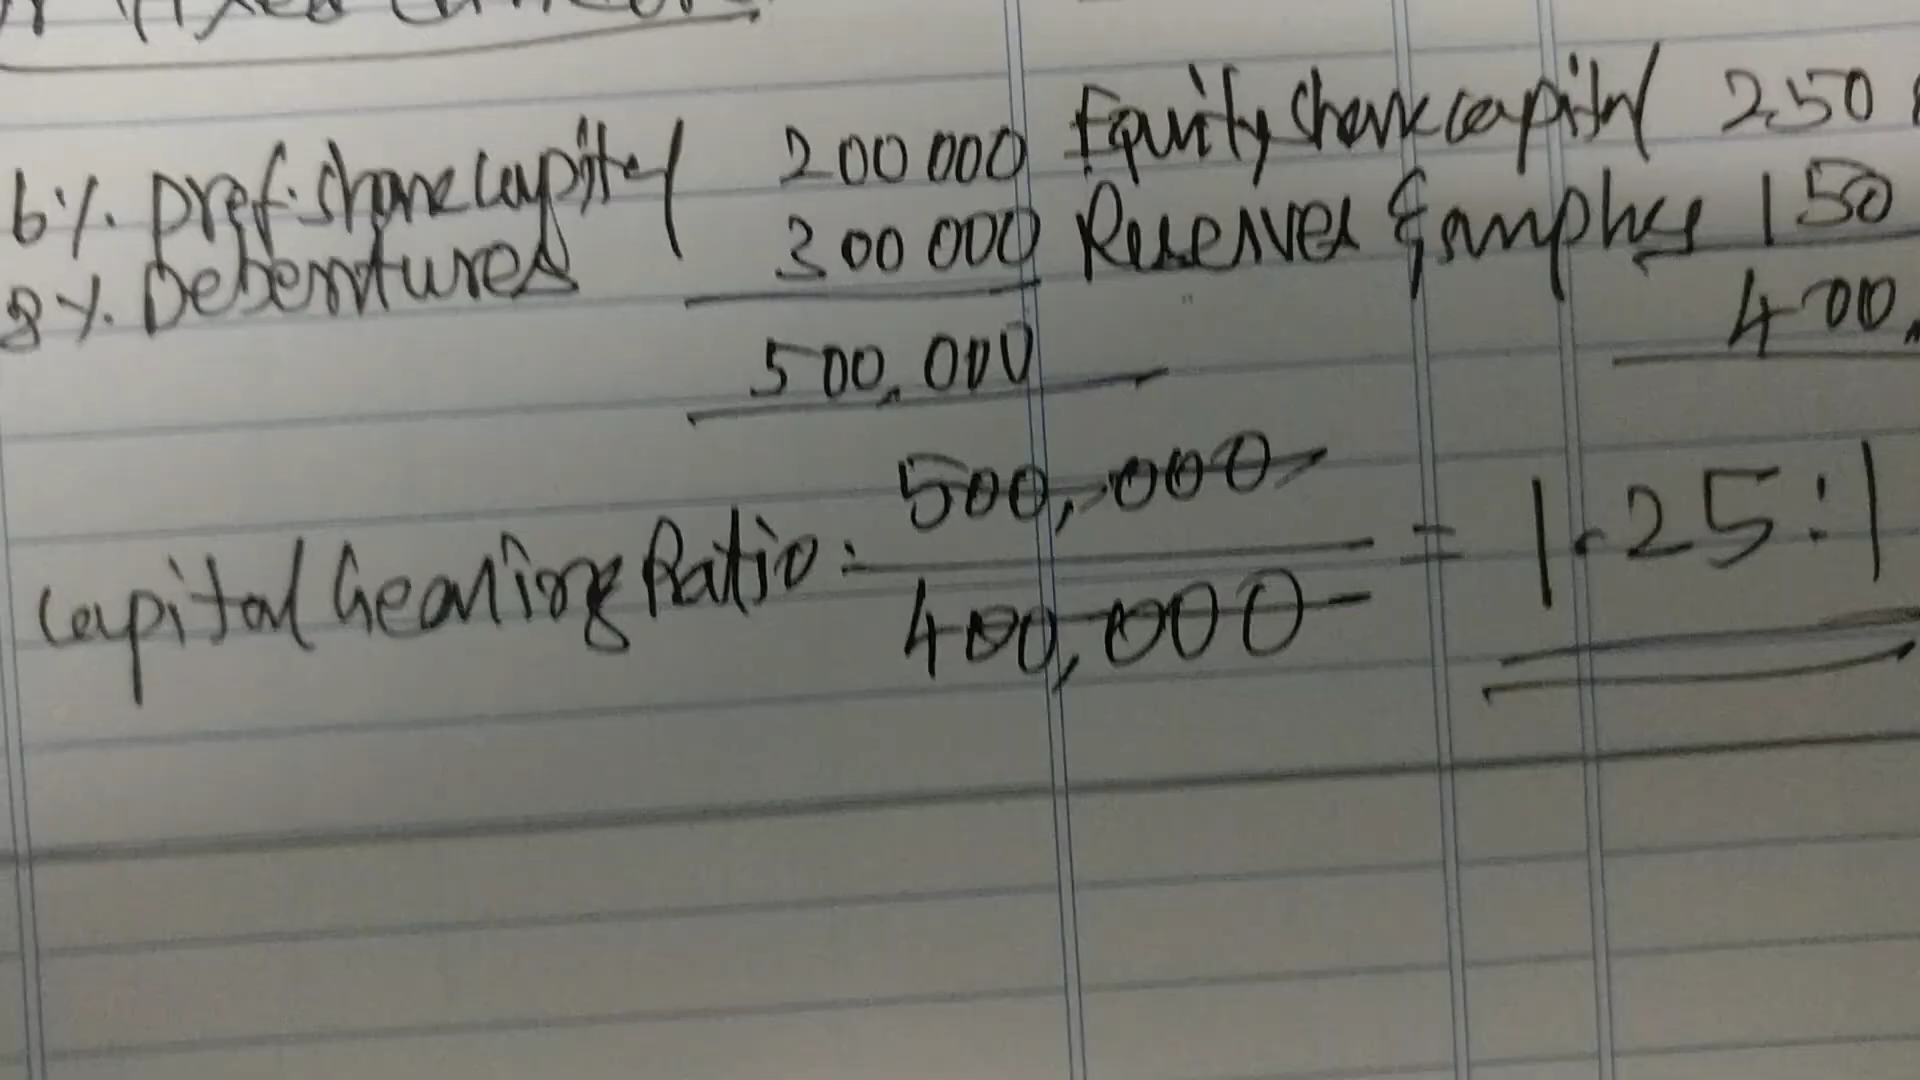 6%. pref. share capital 200 000 Equity share capital 250
8%. Debentures 300 000 Reserves & surplus 150
500,000 400,
Capital Gearing Ratio = 500,000 / 400,000 = 1.25:1